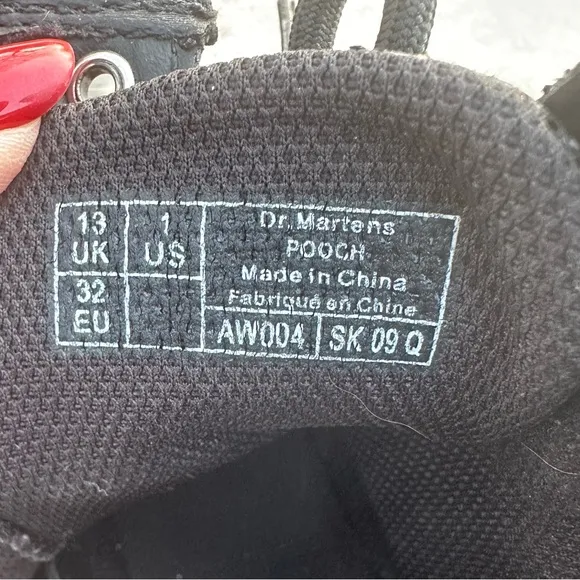 13
UK
1
US
32
EU
Dr. Martens
POOCH
Made in China
Fabriqué en Chine
AW004
SK 09 Q